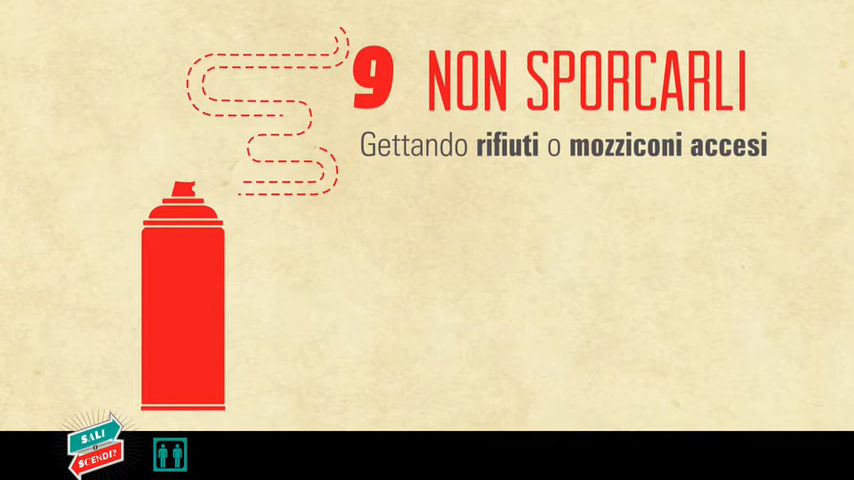 9 NON SPORCARLI
Gettando rifiuti o mozziconi accesi
SALI
O
SCENDI?